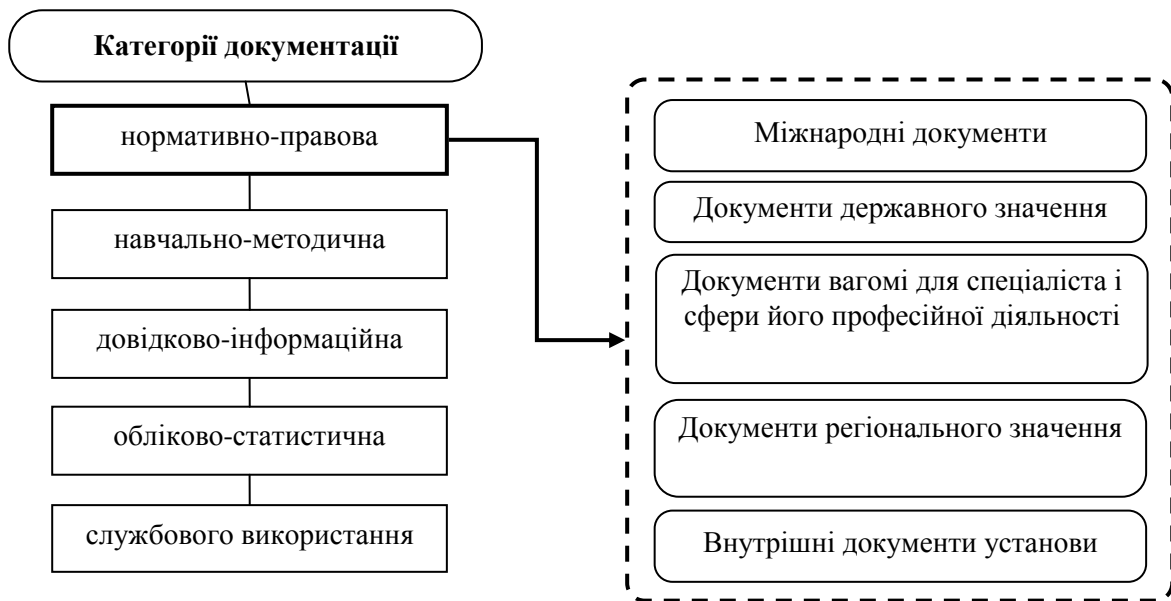 Категорії документації
нормативно-правова
навчально-методична
довідково-інформаційна
обліково-статистична
службового використання
Міжнародні документи
Документи державного значення
Документи вагомі для спеціаліста і
сфери його професійної діяльності
Документи регіонального значення
Внутрішні документи установи